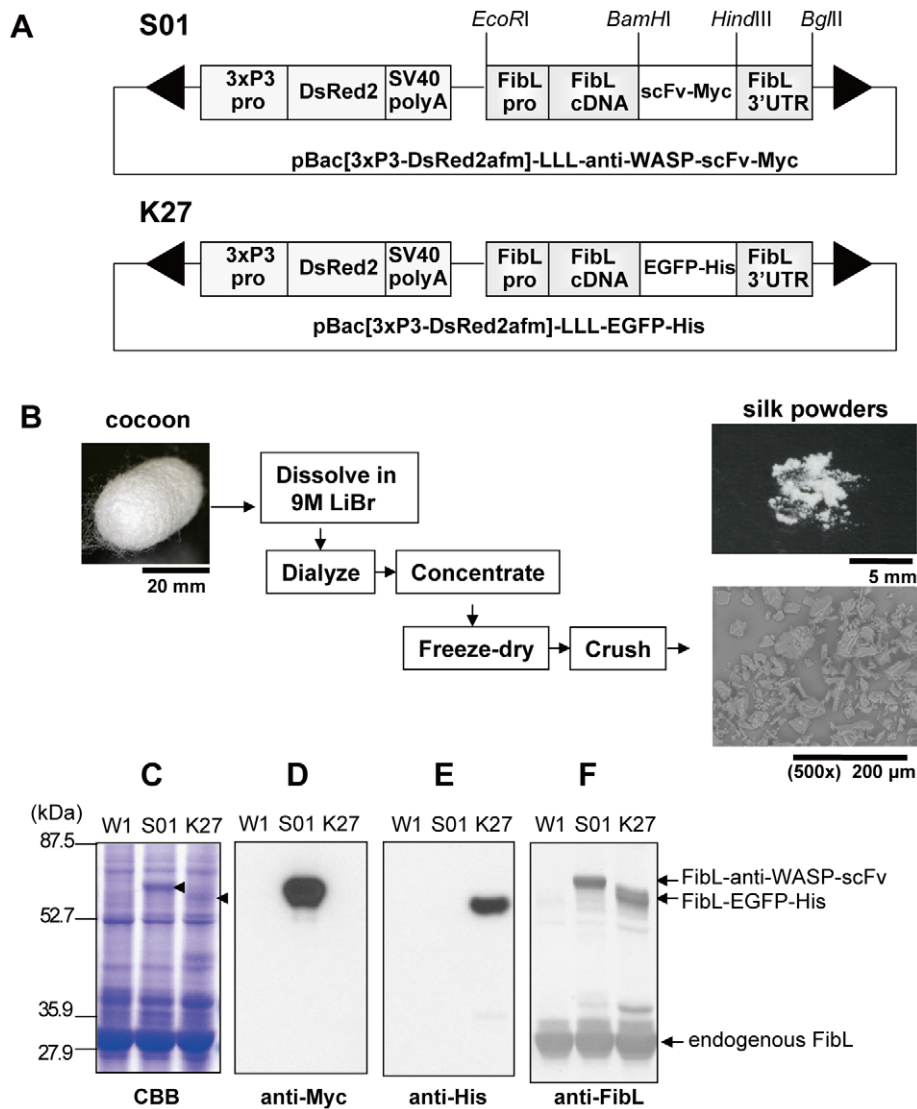 A
S01
EcoRI
BamHI
HindIII
BglII
3xP3
pro
DsRed2
SV40
polyA
FibL
pro
FibL
cDNA
scFv-Myc
FibL
3'UTR
pBac[3xP3-DsRed2afm]-LLL-anti-WASP-scFv-Myc
K27
3xP3
pro
DsRed2
SV40
polyA
FibL
pro
FibL
cDNA
EGFP-His
FibL
3'UTR
pBac[3xP3-DsRed2afm]-LLL-EGFP-His
B
cocoon
20 mm
Dissolve in
9M LiBr
Dialyze
Concentrate
Freeze-dry
Crush
silk powders
5 mm
(500x) 200 µm
C
D
E
F
(kDa)
W1 S01 K27
W1 S01 K27
W1 S01 K27
W1 S01 K27
87.5
52.7
35.9
27.9
FibL-anti-WASP-scFv
FibL-EGFP-His
endogenous FibL
CBB
anti-Myc
anti-His
anti-FibL